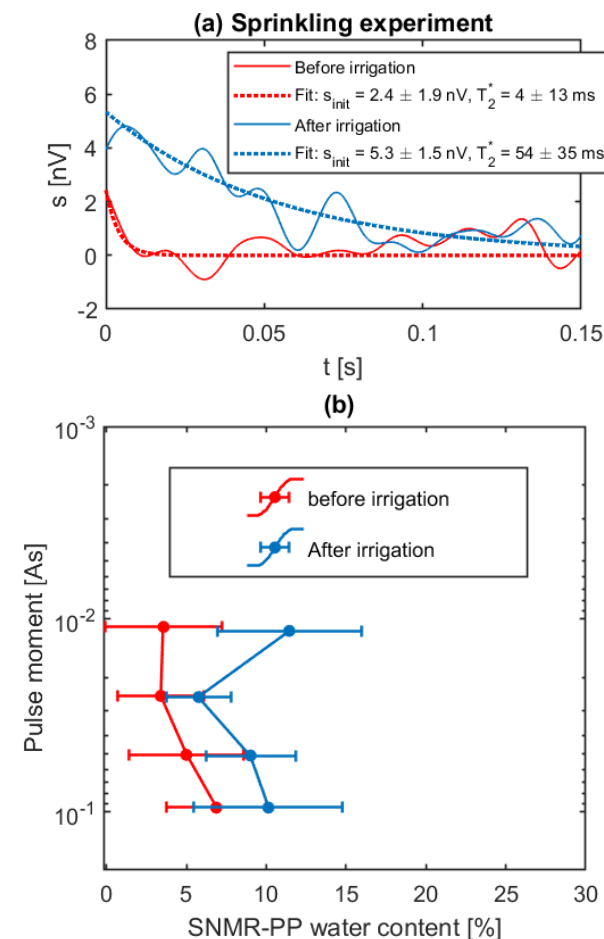 (a) Sprinkling experiment
8
6
4
2
0
-2
s [nV]
Before irrigation
Fit: s_init = 2.4 ± 1.9 nV, T_2^* = 4 ± 13 ms
After irrigation
Fit: s_init = 5.3 ± 1.5 nV, T_2^* = 54 ± 35 ms
0 0.05 0.1 0.15
t [s]
(b)
10^-3
10^-2
10^-1
Pulse moment [As]
before irrigation
After irrigation
0 5 10 15 20 25 30
SNMR-PP water content [%]